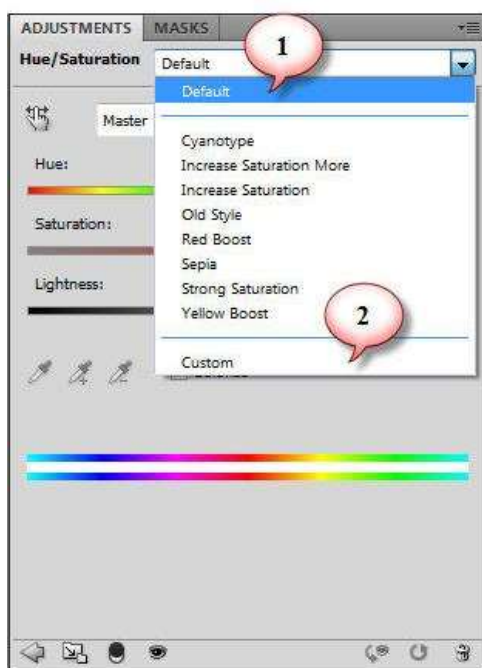 ADJUSTMENTS MASKS
Hue/Saturation Default
1
Default
Master
Cyanotype
Hue:
Increase Saturation More
Increase Saturation
Old Style
Saturation:
Red Boost
Sepia
Lightness:
Strong Saturation
Yellow Boost
2
Custom